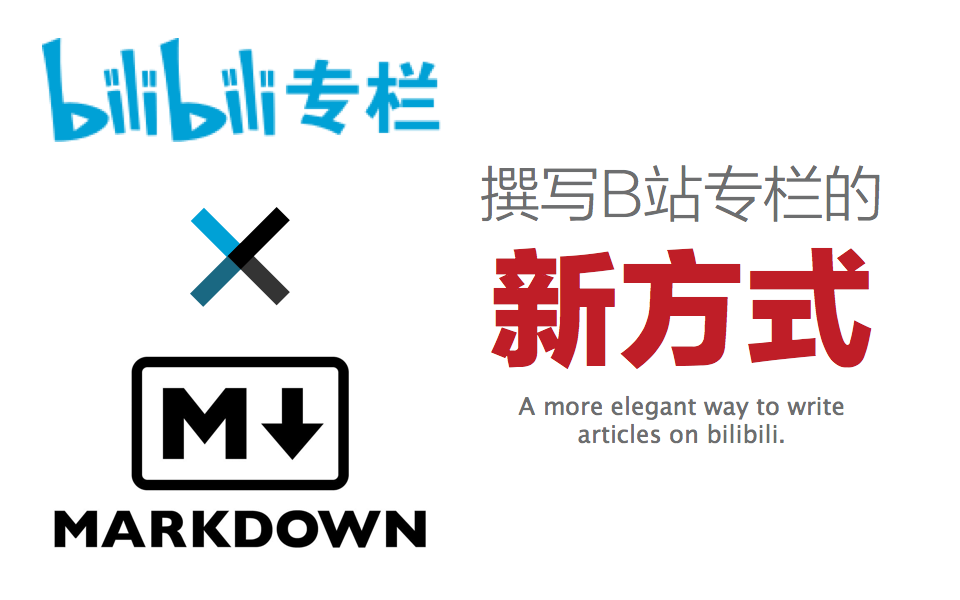 bilibili专栏
M
MARKDOWN
撰写B站专栏的
新方式
A more elegant way to write
articles on bilibili.